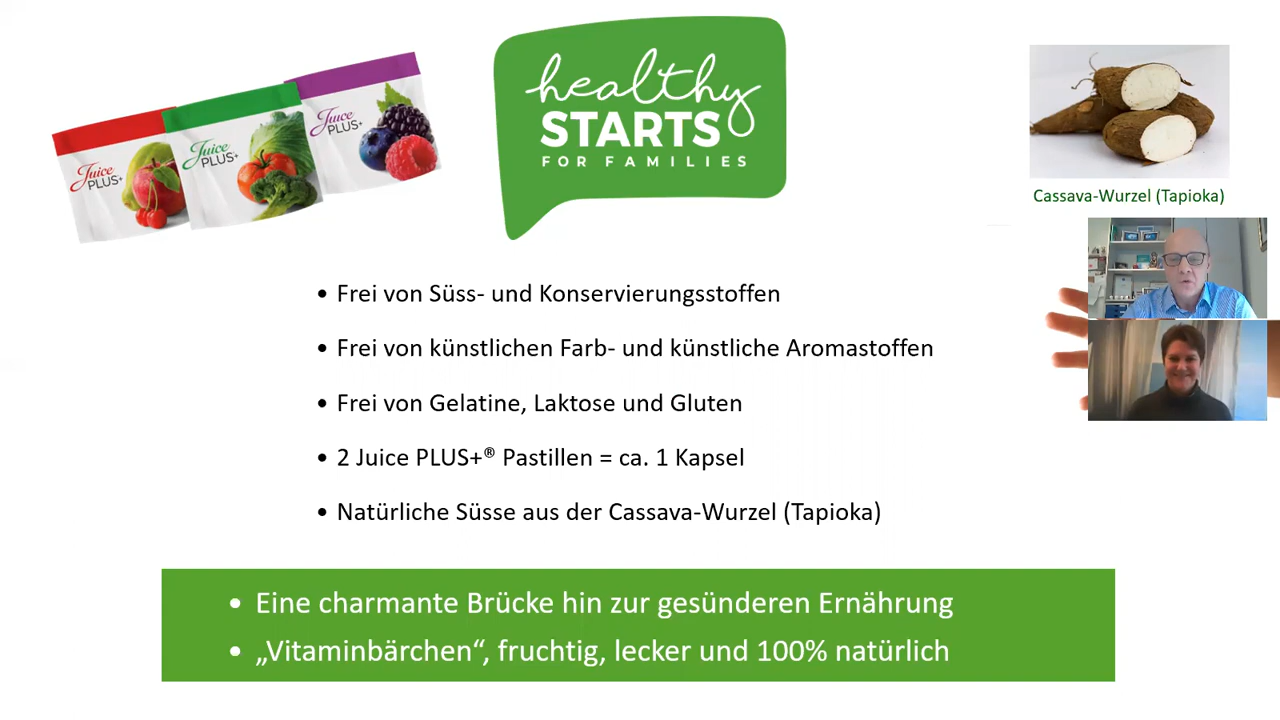 Juice
PLUS+
Juice
PLUS+
Juice
PLUS+
healthy
STARTS
FOR FAMILIES
Cassava-Wurzel (Tapioka)
• Frei von Süss- und Konservierungsstoffen
• Frei von künstlichen Farb- und künstliche Aromastoffen
• Frei von Gelatine, Laktose und Gluten
• 2 Juice PLUS+® Pastillen = ca. 1 Kapsel
• Natürliche Süsse aus der Cassava-Wurzel (Tapioka)
• Eine charmante Brücke hin zur gesünderen Ernährung
• „Vitaminbärchen“, fruchtig, lecker und 100% natürlich